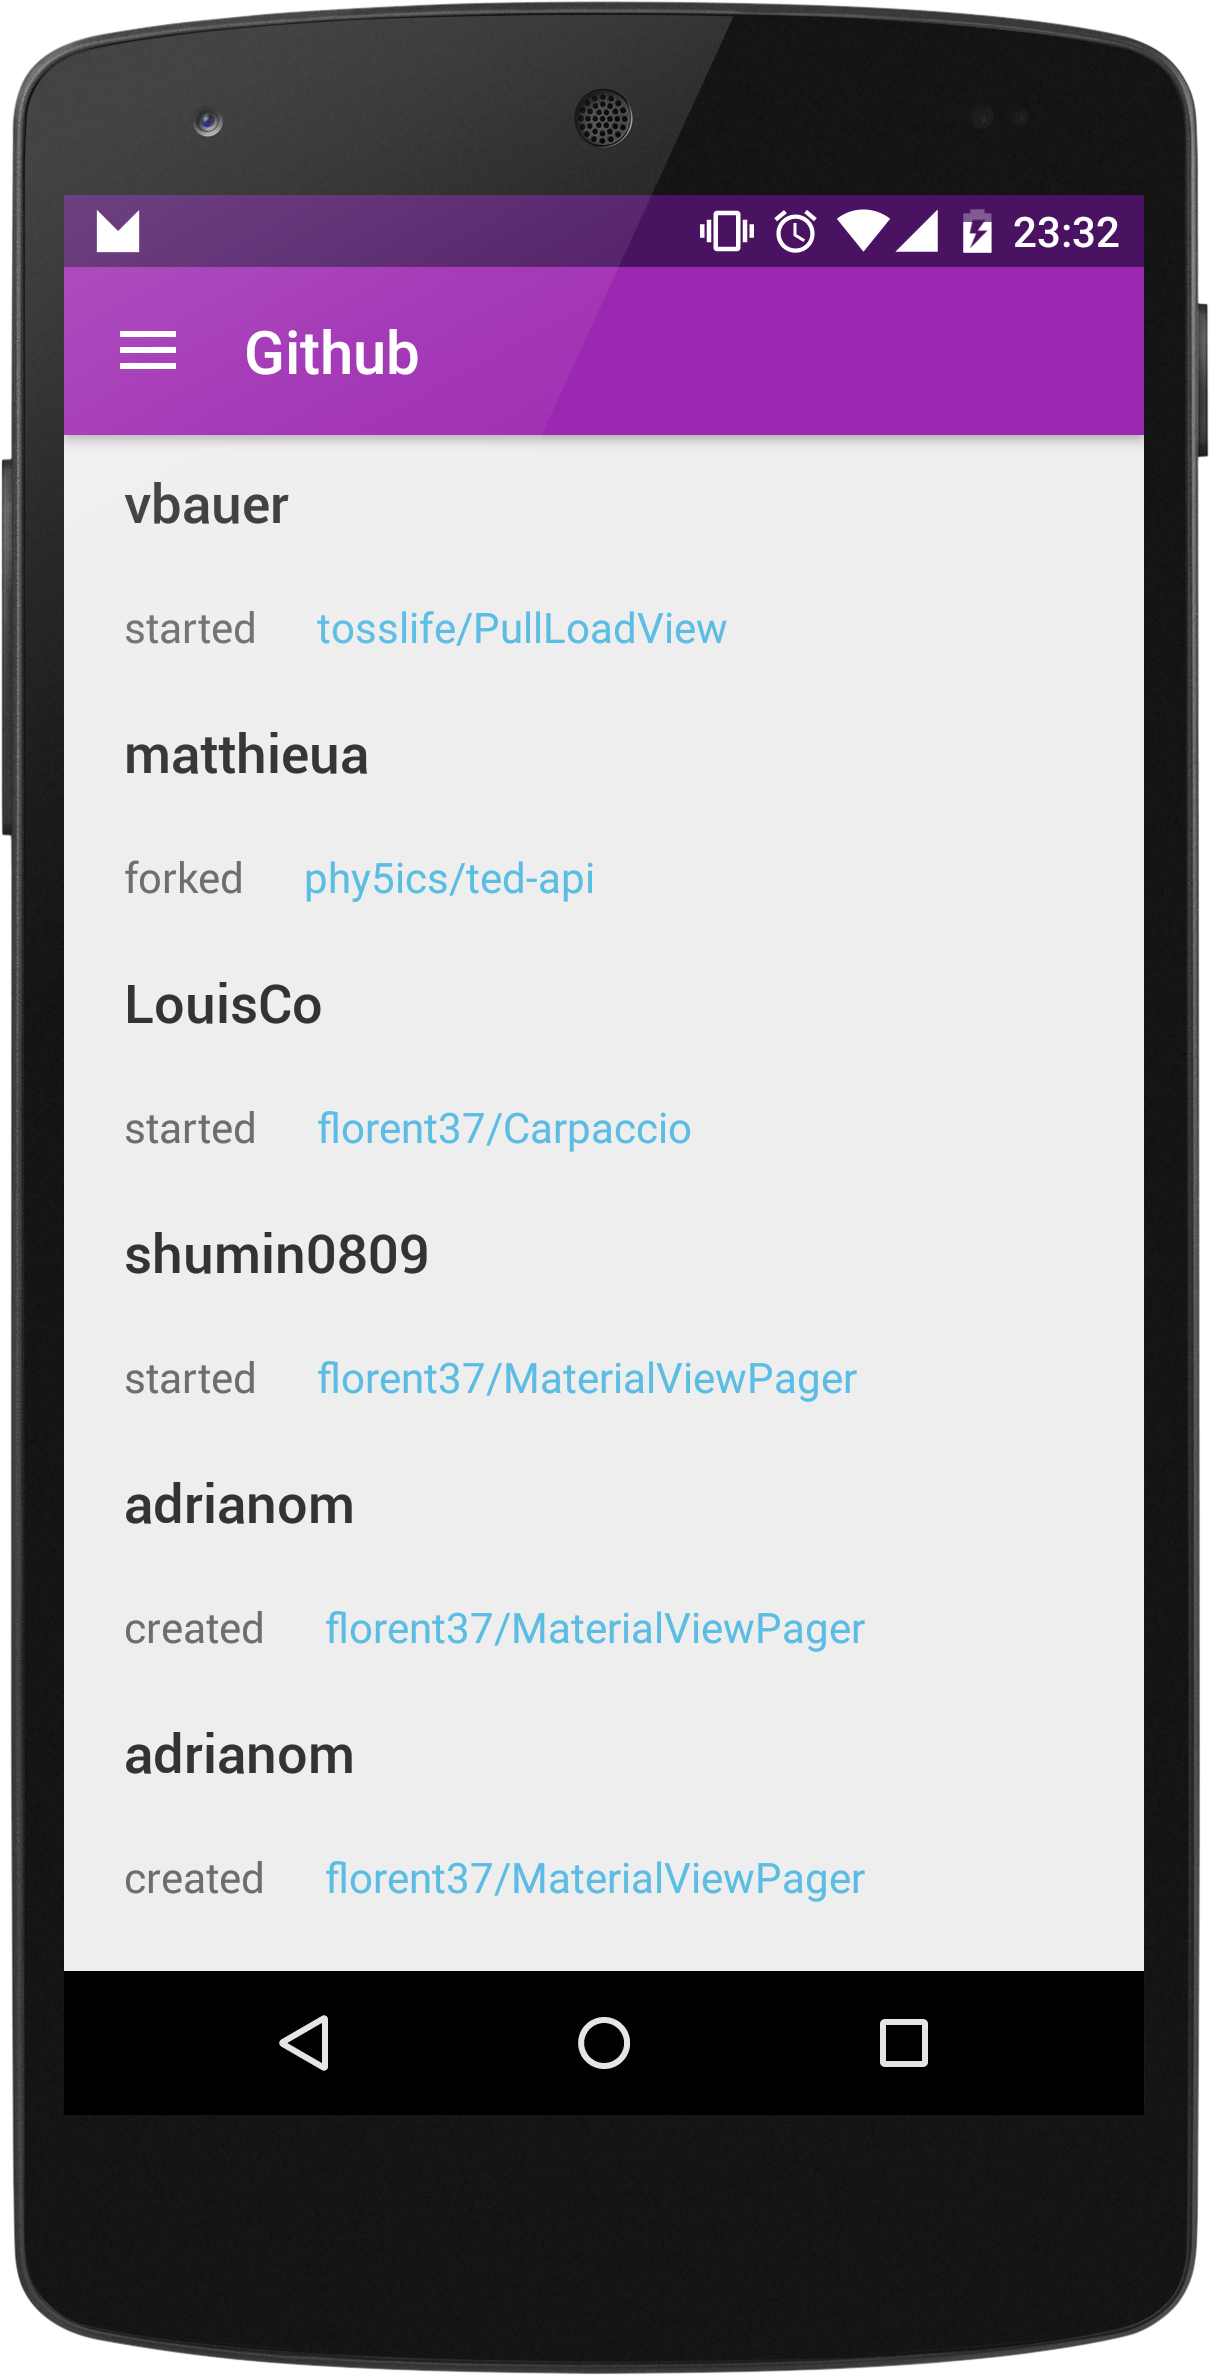 23:32
Github
vbauer
started tosslife/PullLoadView
matthieua
forked phy5ics/ted-api
LouisCo
started florent37/Carpaccio
shumin0809
started florent37/MaterialViewPager
adrianom
created florent37/MaterialViewPager
adrianom
created florent37/MaterialViewPager